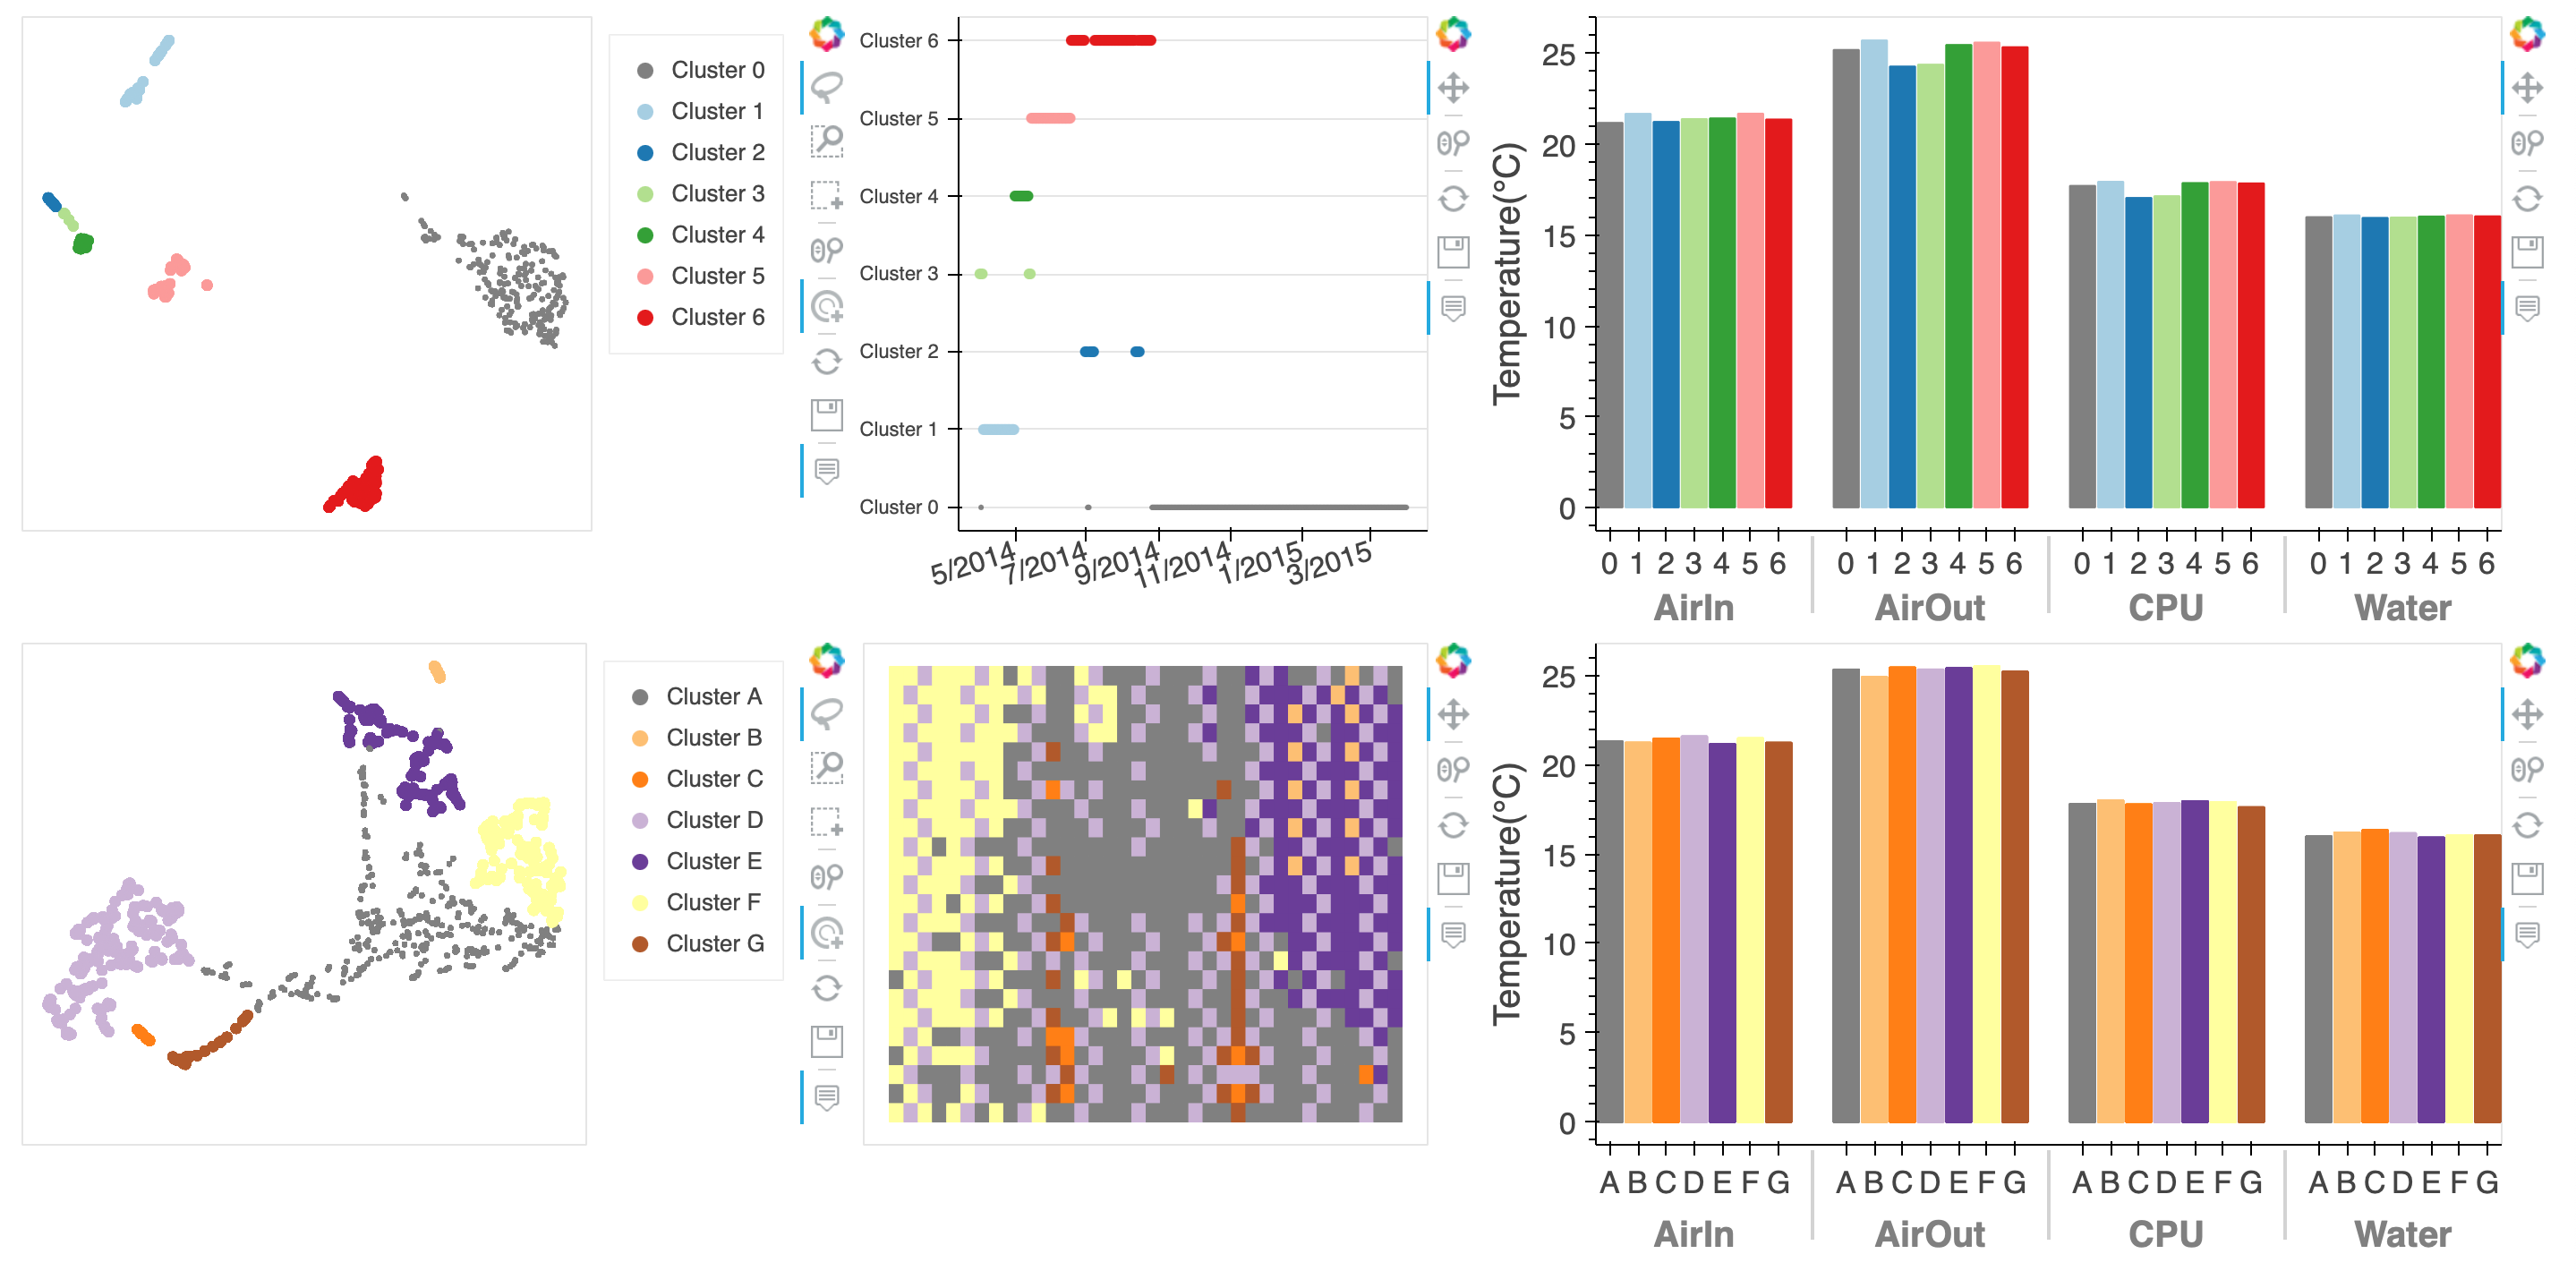 Cluster 0
Cluster 1
Cluster 2
Cluster 3
Cluster 4
Cluster 5
Cluster 6
Cluster 6
Cluster 5
Cluster 4
Cluster 3
Cluster 2
Cluster 1
Cluster 0
5/2014
7/2014
9/2014
11/2014
1/2015
3/2015
Temperature(°C)
25
20
15
10
5
0
0 1 2 3 4 5 6
0 1 2 3 4 5 6
0 1 2 3 4 5 6
0 1 2 3 4 5 6
AirIn
AirOut
CPU
Water
Cluster A
Cluster B
Cluster C
Cluster D
Cluster E
Cluster F
Cluster G
Temperature(°C)
25
20
15
10
5
0
A B C D E F G
A B C D E F G
A B C D E F G
A B C D E F G
AirIn
AirOut
CPU
Water